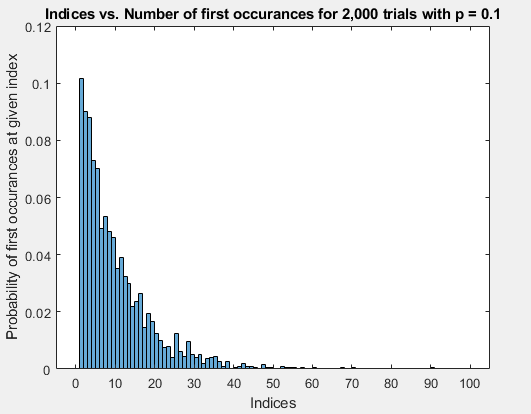 Indices vs. Number of first occurances for 2,000 trials with p = 0.1
0.12
0.1
0.08
0.06
0.04
0.02
0
Probability of first occurances at given index
0 10 20 30 40 50 60 70 80 90 100
Indices